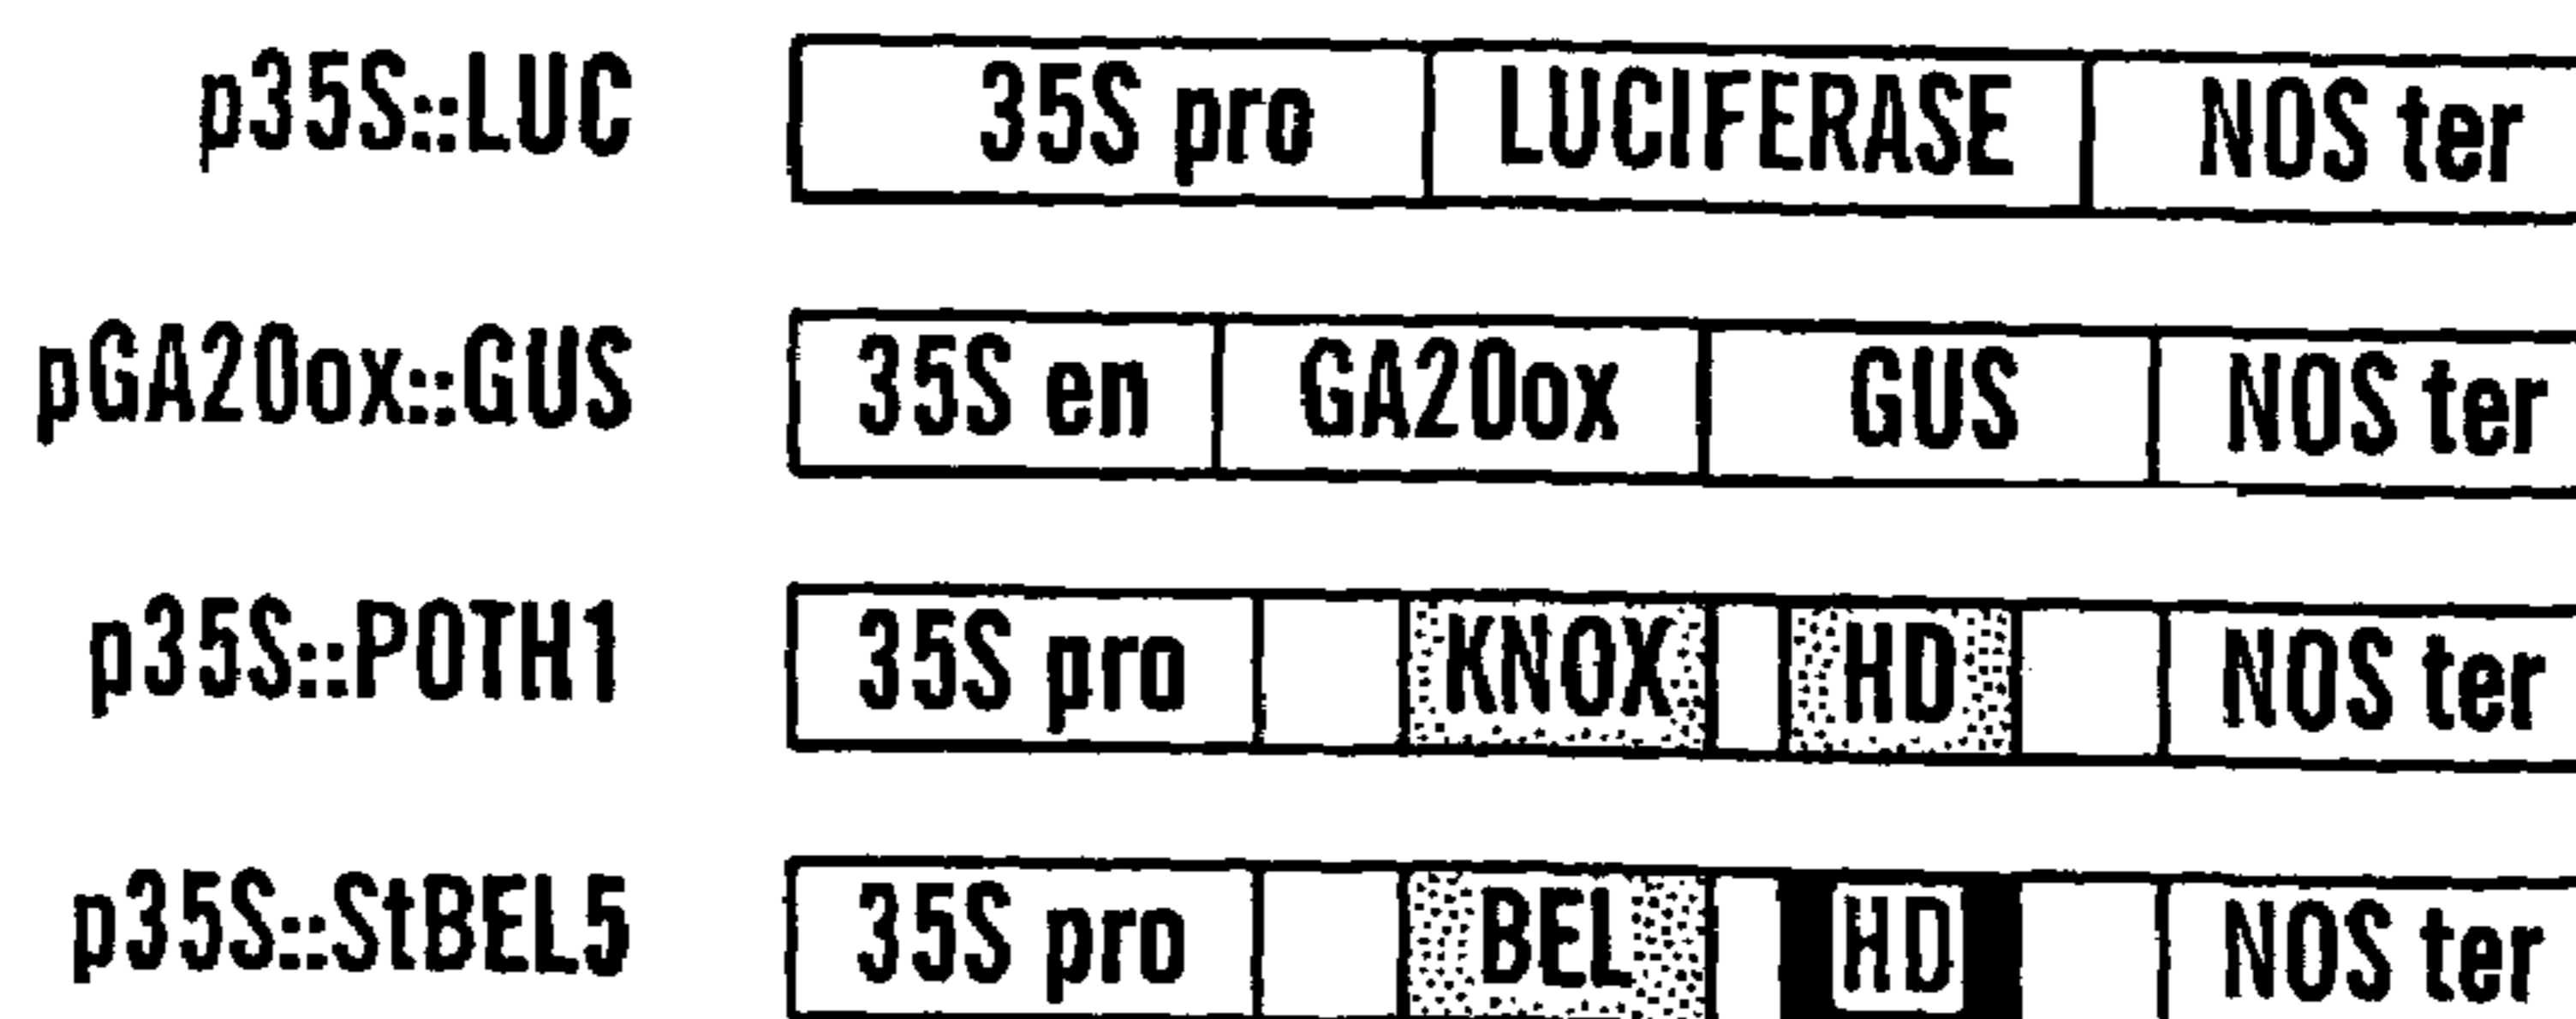 p35S::LUC 35S pro LUCIFERASE NOS ter
pGA20ox::GUS 35S en GA20ox GUS NOS ter
p35S::POTH1 35S pro KNOX HD NOS ter
p35S::StBEL5 35S pro BEL HD NOS ter